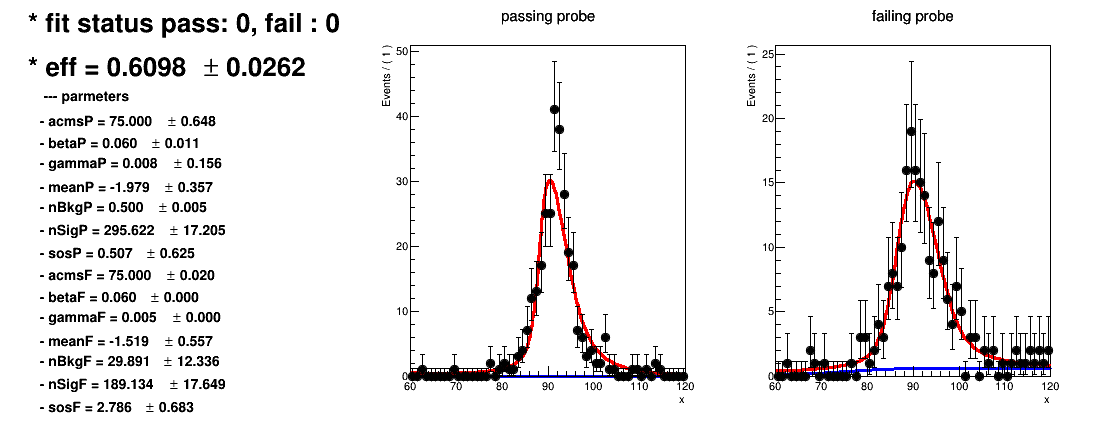 * fit status pass: 0, fail : 0
* eff = 0.6098 ± 0.0262
--- parmeters
- acmsP = 75.000 ± 0.648
- betaP = 0.060 ± 0.011
- gammaP = 0.008 ± 0.156
- meanP = -1.979 ± 0.357
- nBkgP = 0.500 ± 0.005
- nSigP = 295.622 ± 17.205
- sosP = 0.507 ± 0.625
- acmsF = 75.000 ± 0.020
- betaF = 0.060 ± 0.000
- gammaF = 0.005 ± 0.000
- meanF = -1.519 ± 0.557
- nBkgF = 29.891 ± 12.336
- nSigF = 189.134 ± 17.649
- sosF = 2.786 ± 0.683
passing probe
Events / ( 1 )
50
40
30
20
10
0
60 70 80 90 100 110 120
x
failing probe
Events / ( 1 )
25
20
15
10
5
0
60 70 80 90 100 110 120
x